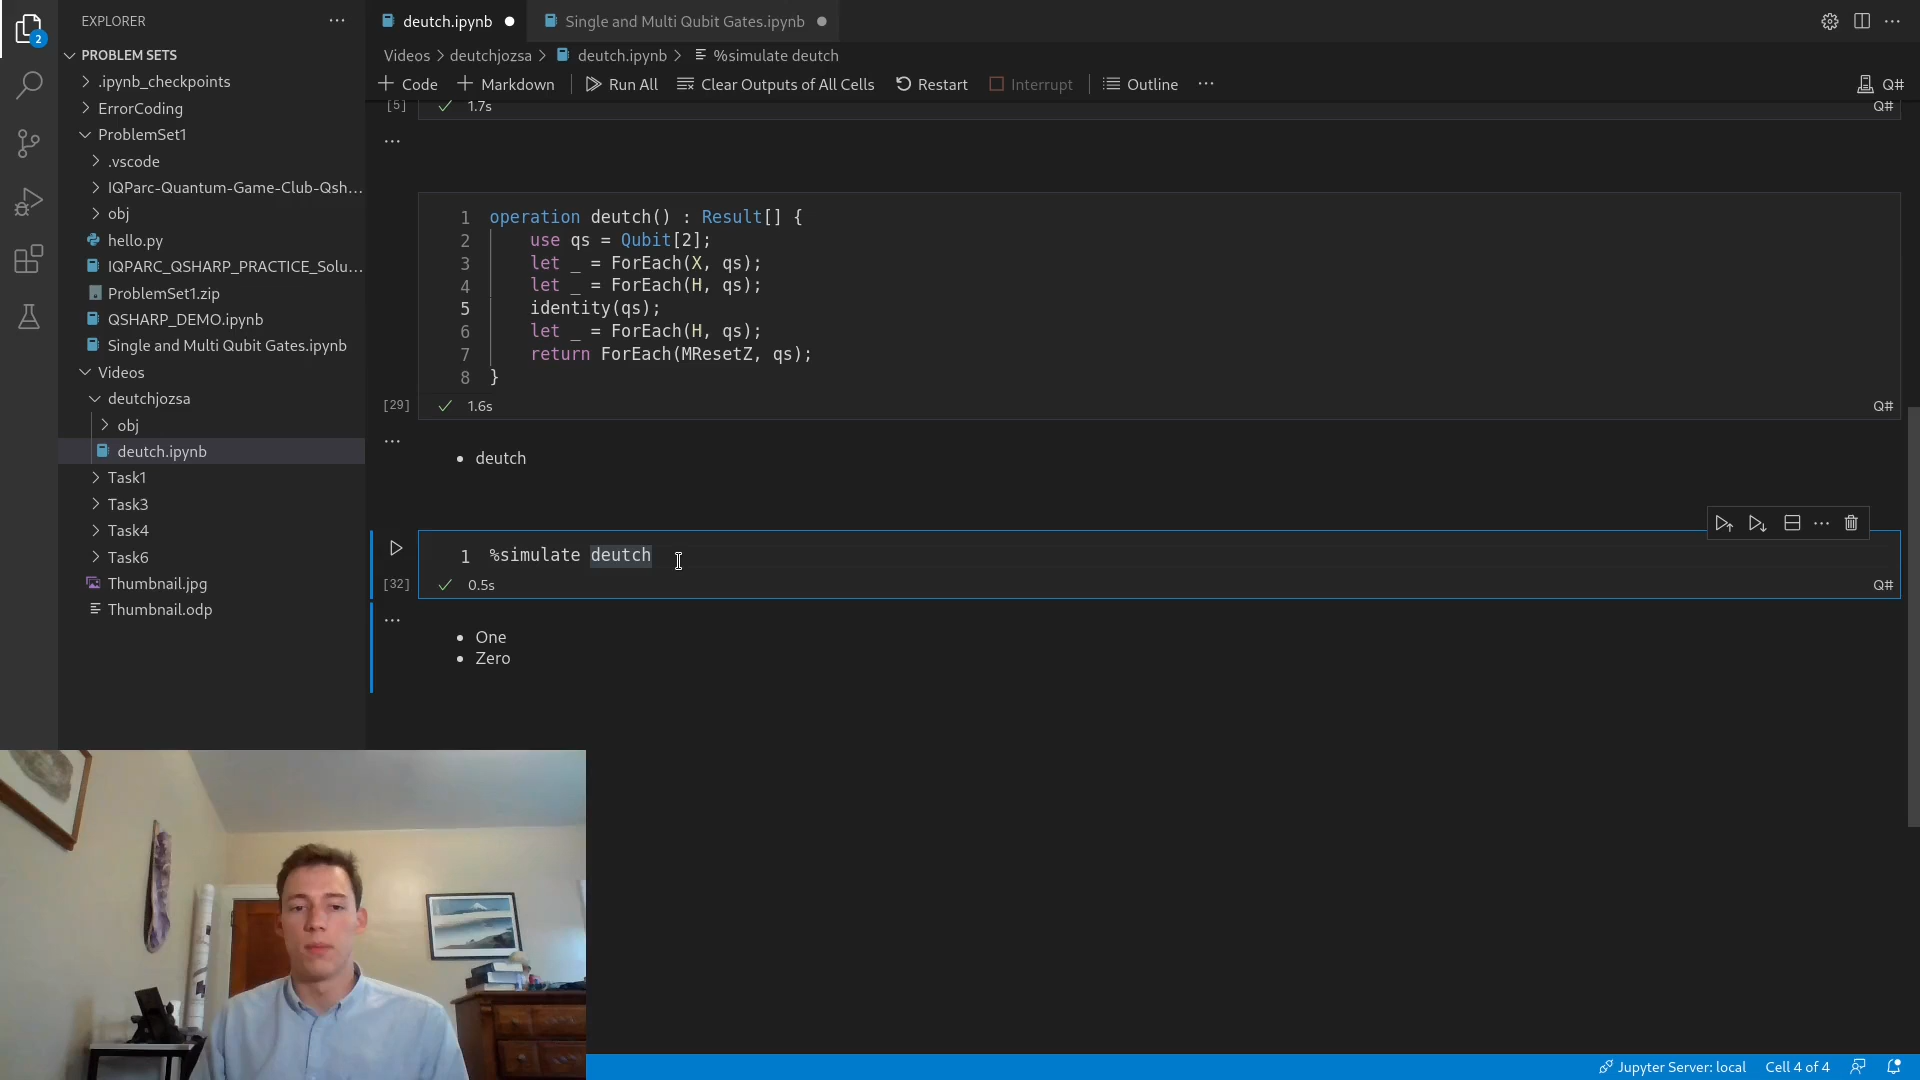 EXPLORER
2
PROBLEM SETS
.ipynb_checkpoints
ErrorCoding
ProblemSet1
.vscode
IQParc-Quantum-Game-Club-Qsh...
obj
hello.py
IQPARC_QSHARP_PRACTICE_Solu...
ProblemSet1.zip
QSHARP_DEMO.ipynb
Single and Multi Qubit Gates.ipynb
Videos
deutchjozsa
obj
deutch.ipynb
Task1
Task3
Task4
Task6
Thumbnail.jpg
Thumbnail.odp
deutch.ipynb
Single and Multi Qubit Gates.ipynb
Videos > deutchjozsa > deutch.ipynb > %simulate deutch
+ Code + Markdown Run All Clear Outputs of All Cells Restart Interrupt Outline ... Q#
[5] 1.7s Q#
1 operation deutch() : Result[] {
2 use qs = Qubit[2];
3 let _ = ForEach(X, qs);
4 let _ = ForEach(H, qs);
5 identity(qs);
6 let _ = ForEach(H, qs);
7 return ForEach(MResetZ, qs);
8 }
[29] 1.6s Q#
• deutch
1 %simulate deutch
[32] 0.5s Q#
• One
• Zero
Jupyter Server: local Cell 4 of 4